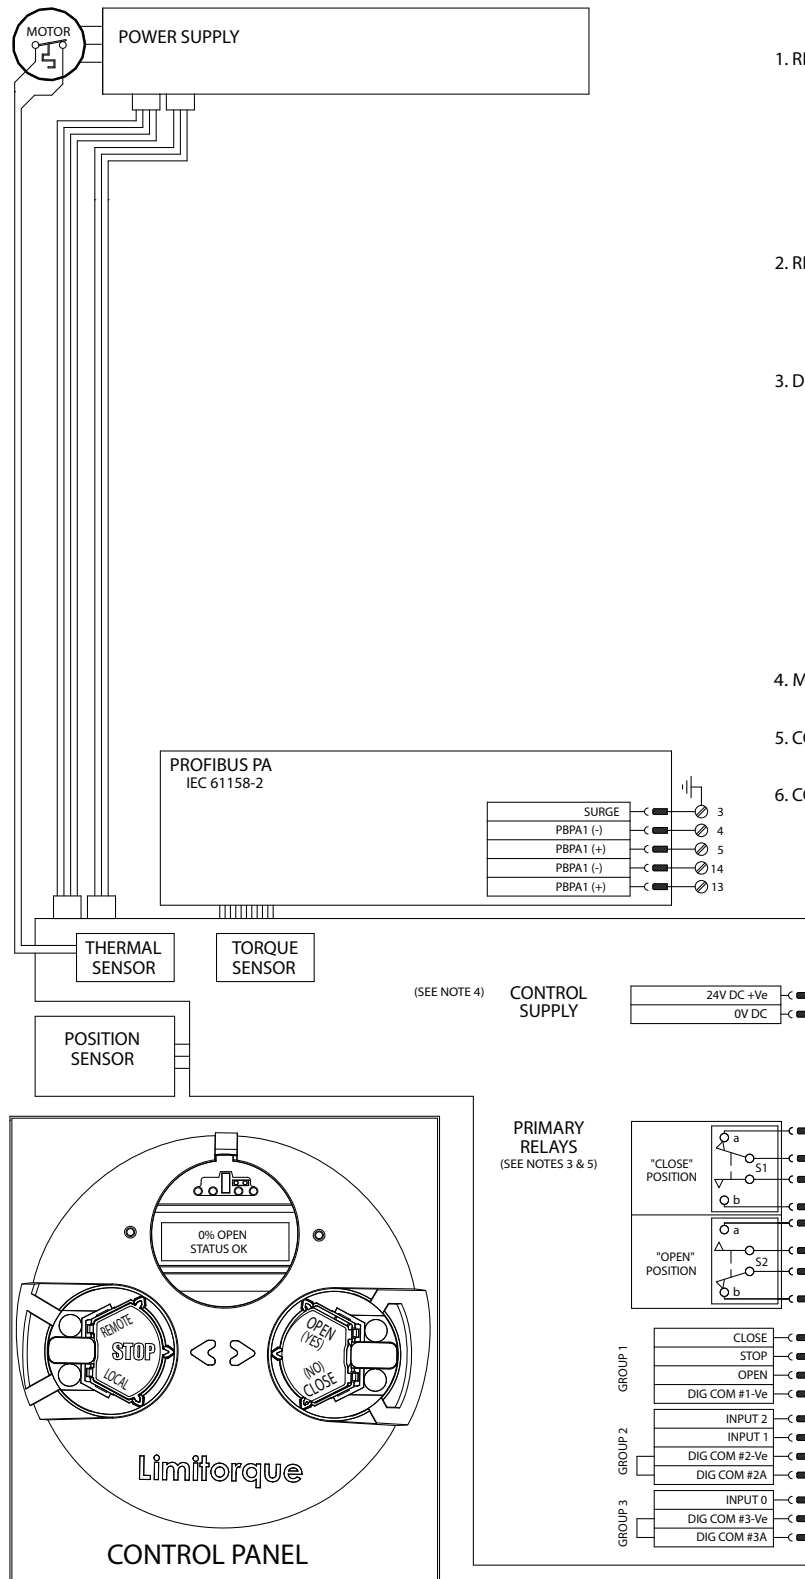 MOTOR
POWER SUPPLY
1. R
2. R
3. D
4. M
5. C
6. C
PROFIBUS PA
IEC 61158-2
SURGE 3
PBPA1 (-) 4
PBPA1 (+) 5
PBPA1 (-) 14
PBPA1 (+) 13
THERMAL
SENSOR
TORQUE
SENSOR
(SEE NOTE 4)
CONTROL
SUPPLY
24V DC +Ve
0V DC
POSITION
SENSOR
PRIMARY
RELAYS
(SEE NOTES 3 & 5)
"CLOSE"
POSITION
a
S1
b
"OPEN"
POSITION
a
S2
b
GROUP 1
CLOSE
STOP
OPEN
DIG COM #1-Ve
GROUP 2
INPUT 2
INPUT 1
DIG COM #2-Ve
DIG COM #2A
GROUP 3
INPUT 0
DIG COM #3-Ve
DIG COM #3A
0% OPEN
STATUS OK
REMOTE
STOP
LOCAL
OPEN
(YES)
(NO)
CLOSE
Limitorque
CONTROL PANEL